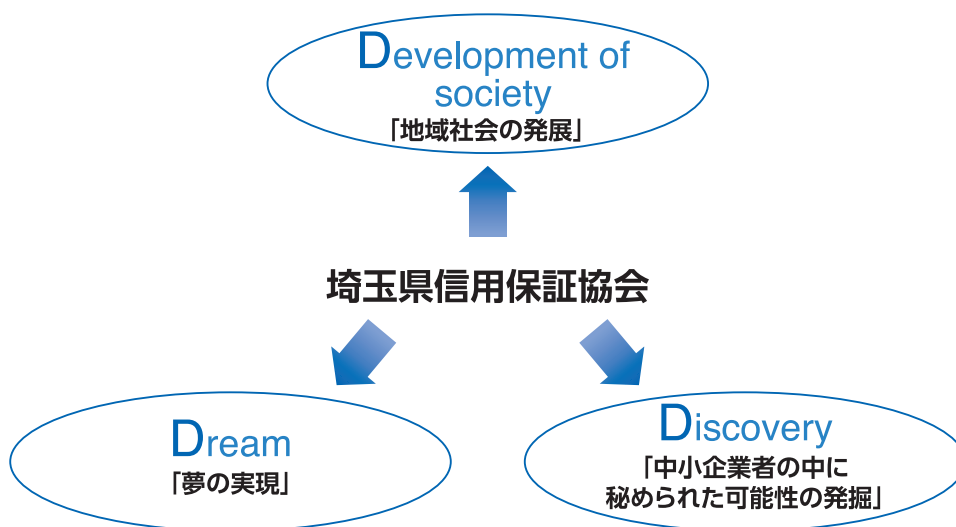 Development of
society
「地域社会の発展」
埼玉県信用保証協会
Dream
「夢の実現」
Discovery
「中小企業者の中に
秘められた可能性の発掘」